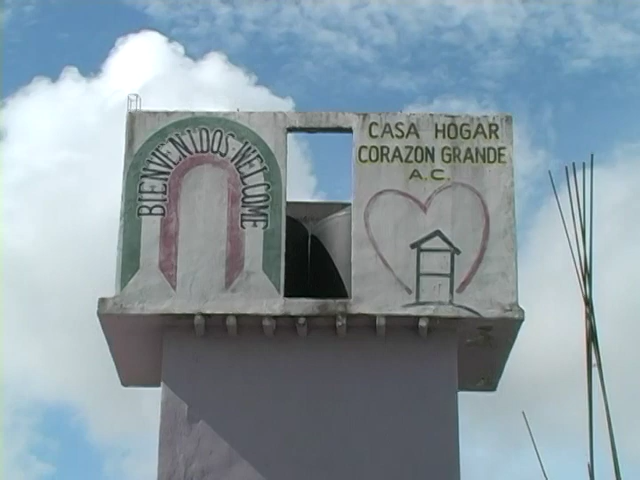 BIENVENIDOS WELCOME
CASA HOGAR
CORAZON GRANDE
A.C.